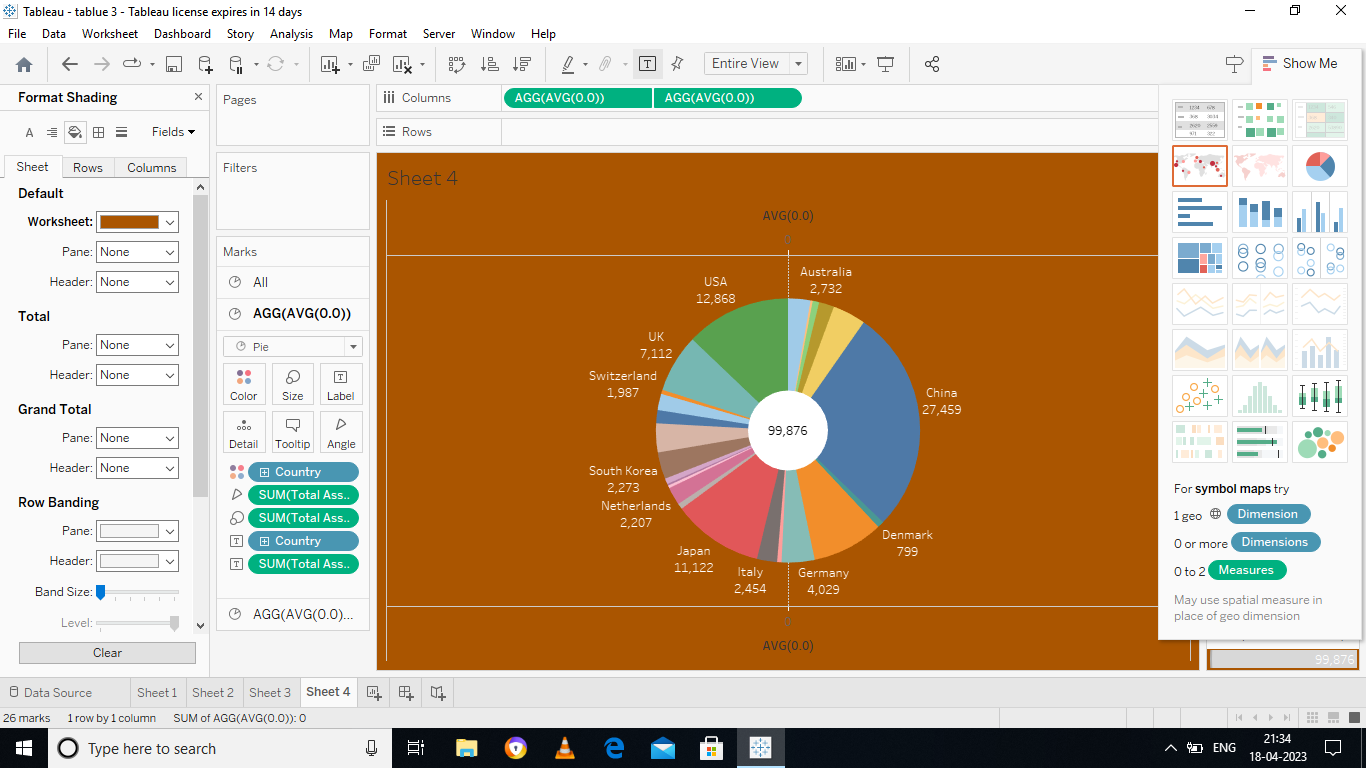 Tableau - tablue 3 - Tableau license expires in 14 days
File Data Worksheet Dashboard Story Analysis Map Format Server Window Help
Entire View
Show Me
Format Shading
Fields
Sheet Rows Columns
Default
Worksheet:
Pane: None
Header: None
Total
Pane: None
Header: None
Grand Total
Pane: None
Header: None
Row Banding
Pane:
Header:
Band Size:
Level:
Clear
Pages
Filters
Marks
All
AGG(AVG(0.0))
Pie
Color Size Label
Detail Tooltip Angle
Country
SUM(Total Ass..
SUM(Total Ass..
Country
SUM(Total Ass..
AGG(AVG(0.0)...
Columns AGG(AVG(0.0)) AGG(AVG(0.0))
Rows
Sheet 4
AVG(0.0)
0
Australia
2,732
USA
12,868
UK
7,112
Switzerland
1,987
China
27,459
99,876
South Korea
2,273
Netherlands
2,207
Denmark
799
Japan
11,122
Italy
2,454
Germany
4,029
0
AVG(0.0)
For symbol maps try
1 geo Dimension
0 or more Dimensions
0 to 2 Measures
May use spatial measure in
place of geo dimension
99,876
Data Source Sheet 1 Sheet 2 Sheet 3 Sheet 4
26 marks 1 row by 1 column SUM of AGG(AVG(0.0)): 0
Type here to search
ENG
21:34
18-04-2023